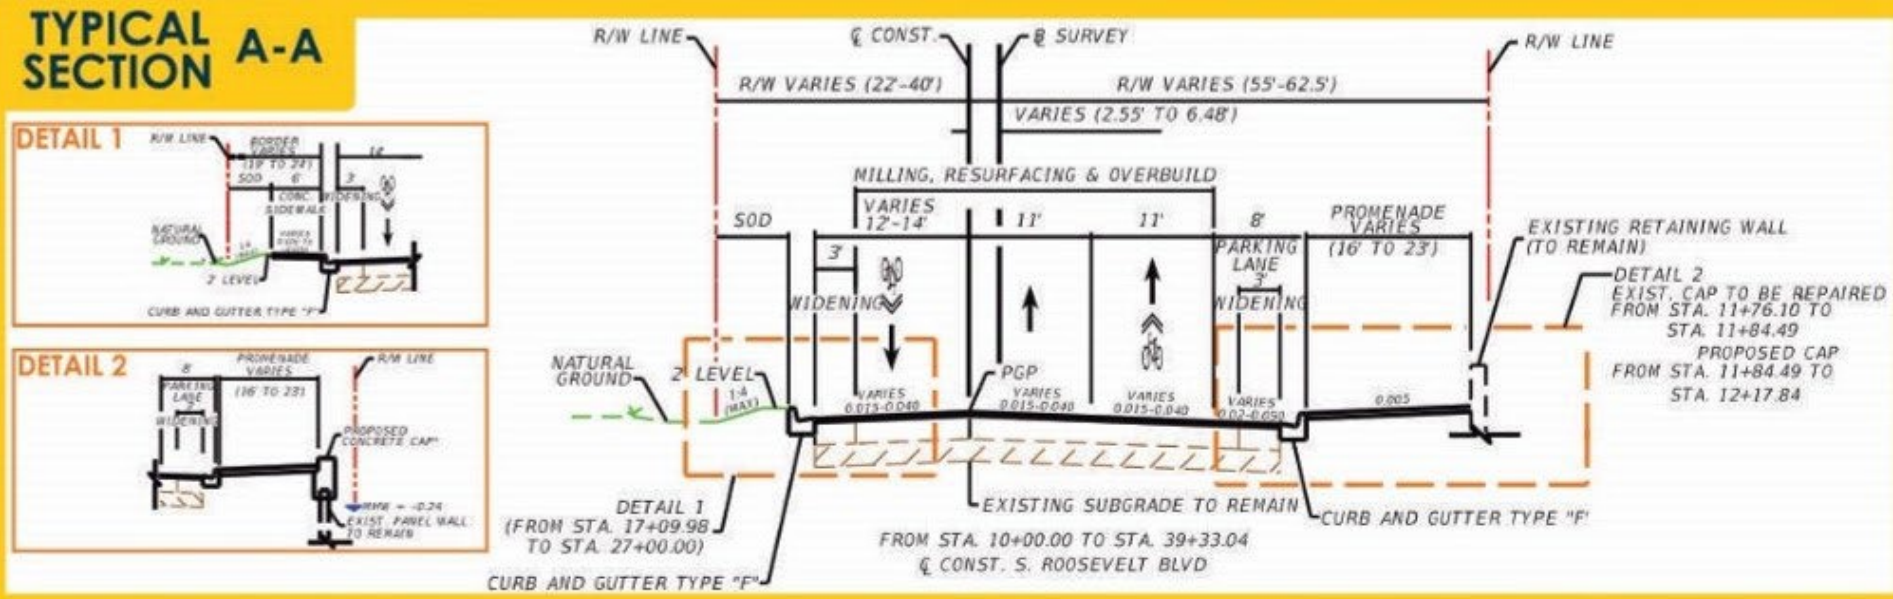 TYPICAL
SECTION A-A
R/W LINE
℄ CONST.
SURVEY
R/W LINE
R/W VARIES (22'-40')
R/W VARIES (55'-62.5')
VARIES (2.55' TO 6.48')
MILLING, RESURFACING & OVERBUILD
SOD
VARIES
12'-14'
11'
11'
8'
PARKING
LANE
PROMENADE
VARIES
(16' TO 23')
3'
WIDENING
3'
WIDENING
EXISTING RETAINING WALL
(TO REMAIN)
DETAIL 2
EXIST. CAP TO BE REPAIRED
FROM STA. 11+76.10 TO
STA. 11+84.49
PROPOSED CAP
FROM STA. 11+84.49 TO
STA. 12+17.84
NATURAL
GROUND
2' LEVEL
1:4
(MAX)
PGP
VARIES
0.015-0.040
VARIES
0.015-0.040
VARIES
0.015-0.040
VARIES
0.02-0.050
0.005
DETAIL 1
(FROM STA. 17+09.98
TO STA. 27+00.00)
EXISTING SUBGRADE TO REMAIN
CURB AND GUTTER TYPE "F"
FROM STA. 10+00.00 TO STA. 39+33.04
℄ CONST. S. ROOSEVELT BLVD
CURB AND GUTTER TYPE "F"
DETAIL 1
R/W LINE
BORDER
VARIES
SOD
6'
3'
CONC.
SIDEWALK
WIDENING
NATURAL
GROUND
2' LEVEL
CURB AND GUTTER TYPE "F"
DETAIL 2
8'
PARKING
LANE
WIDENING
PROMENADE
VARIES
(16' TO 23')
R/W LINE
PROPOSED
CONCRETE CAP
EXIST. PANEL WALL
TO REMAIN